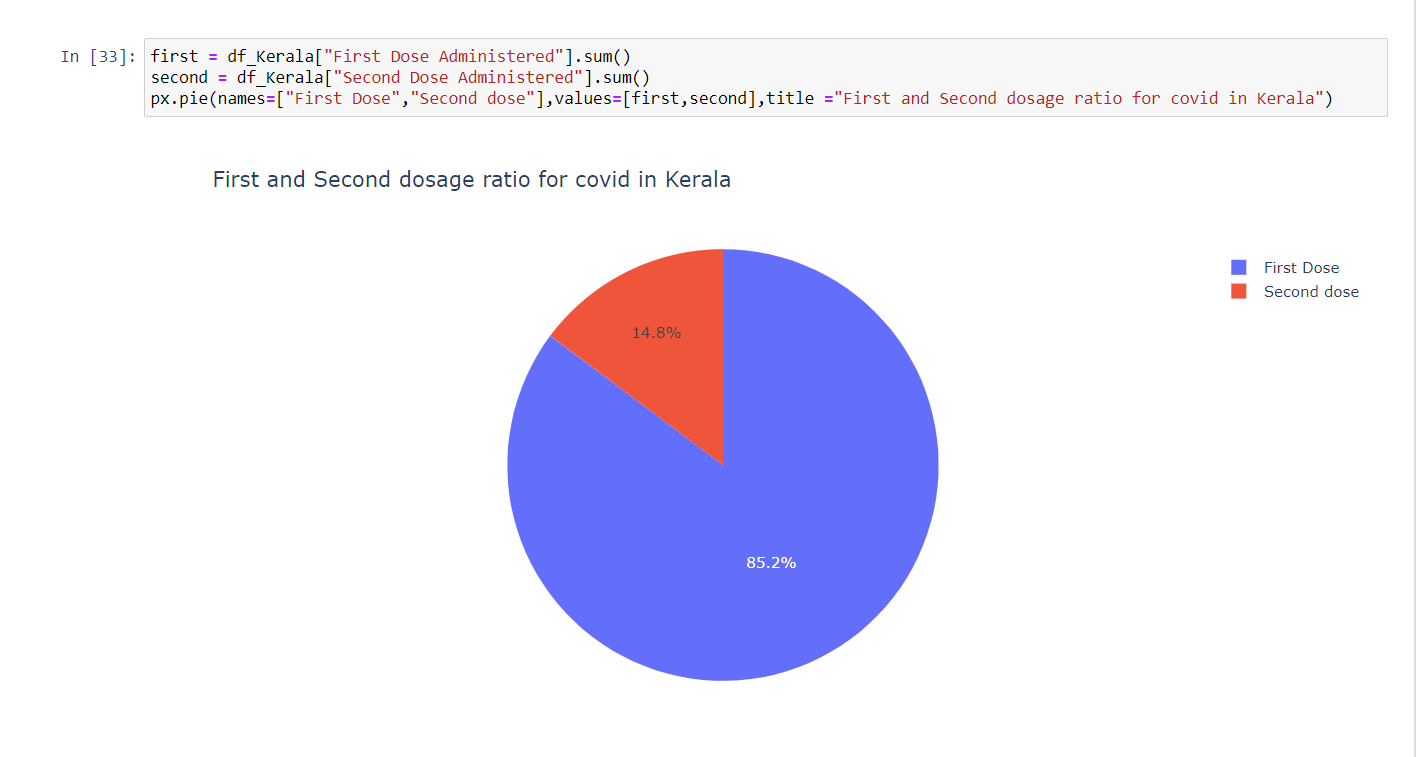 In [33]: first = df_Kerala["First Dose Administered"].sum()
second = df_Kerala["Second Dose Administered"].sum()
px.pie(names=["First Dose","Second dose"],values=[first,second],title ="First and Second dosage ratio for covid in Kerala")
First and Second dosage ratio for covid in Kerala
First Dose
Second dose
14.8%
85.2%